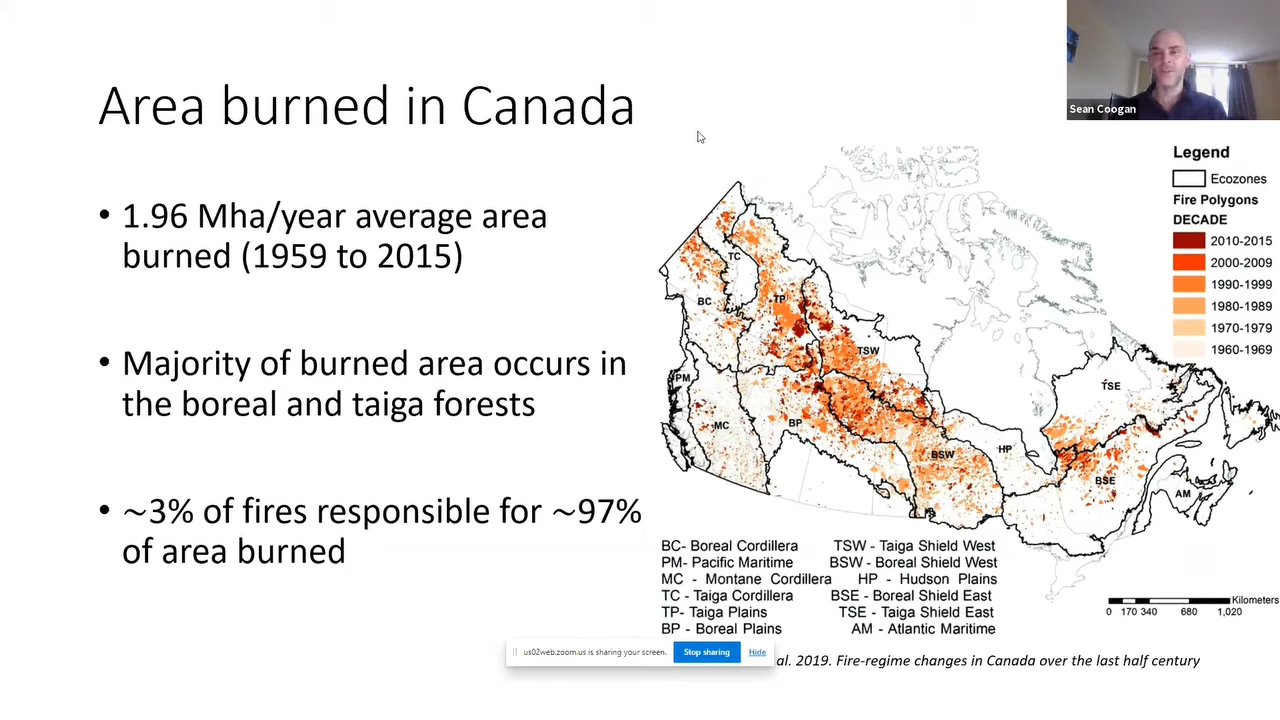 Area burned in Canada
• 1.96 Mha/year average area
burned (1959 to 2015)
• Majority of burned area occurs in
the boreal and taiga forests
• ~3% of fires responsible for ~97%
of area burned
Sean Coogan
Legend
Ecozones
Fire Polygons
DECADE
2010-2015
2000-2009
1990-1999
1980-1989
1970-1979
1960-1969
TC
BC
TP
TSW
PM
TSE
MC
BP
HP
BSW
BSE
AM
BC- Boreal Cordillera TSW - Taiga Shield West
PM- Pacific Maritime BSW - Boreal Shield West
MC - Montane Cordillera HP - Hudson Plains
TC - Taiga Cordillera BSE - Boreal Shield East
TP- Taiga Plains TSE - Taiga Shield East
BP - Boreal Plains AM - Atlantic Maritime
Kilometers
0 170 340 680 1,020
us02web.zoom.us is sharing your screen. Stop sharing Hide
al. 2019. Fire-regime changes in Canada over the last half century